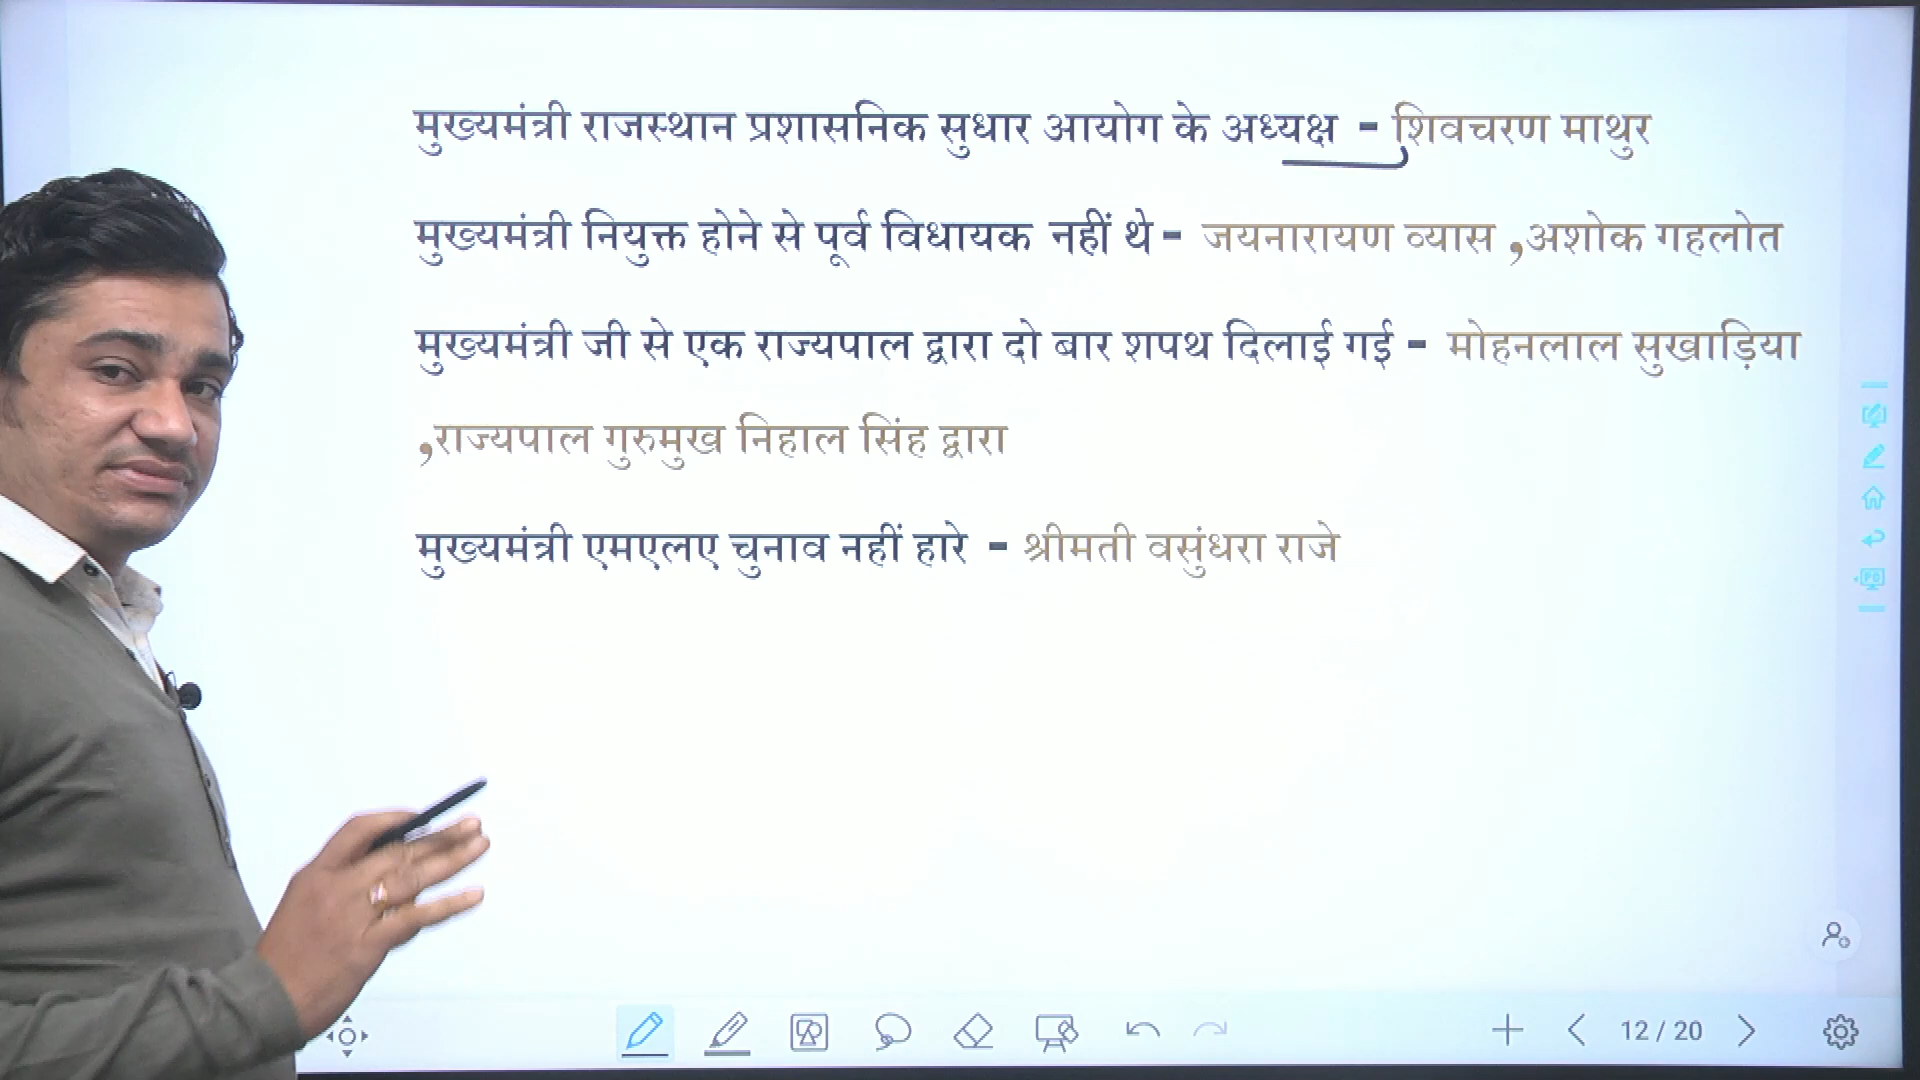 मुख्यमंत्री राजस्थान प्रशासनिक सुधार आयोग के अध्यक्ष - शिवचरण माथुर
मुख्यमंत्री नियुक्त होने से पूर्व विधायक नहीं थे - जयनारायण व्यास ,अशोक गहलोत
मुख्यमंत्री जी से एक राज्यपाल द्वारा दो बार शपथ दिलाई गई - मोहनलाल सुखाड़िया
,राज्यपाल गुरुमुख निहाल सिंह द्वारा
मुख्यमंत्री एमएलए चुनाव नहीं हारे - श्रीमती वसुंधरा राजे
12 / 20